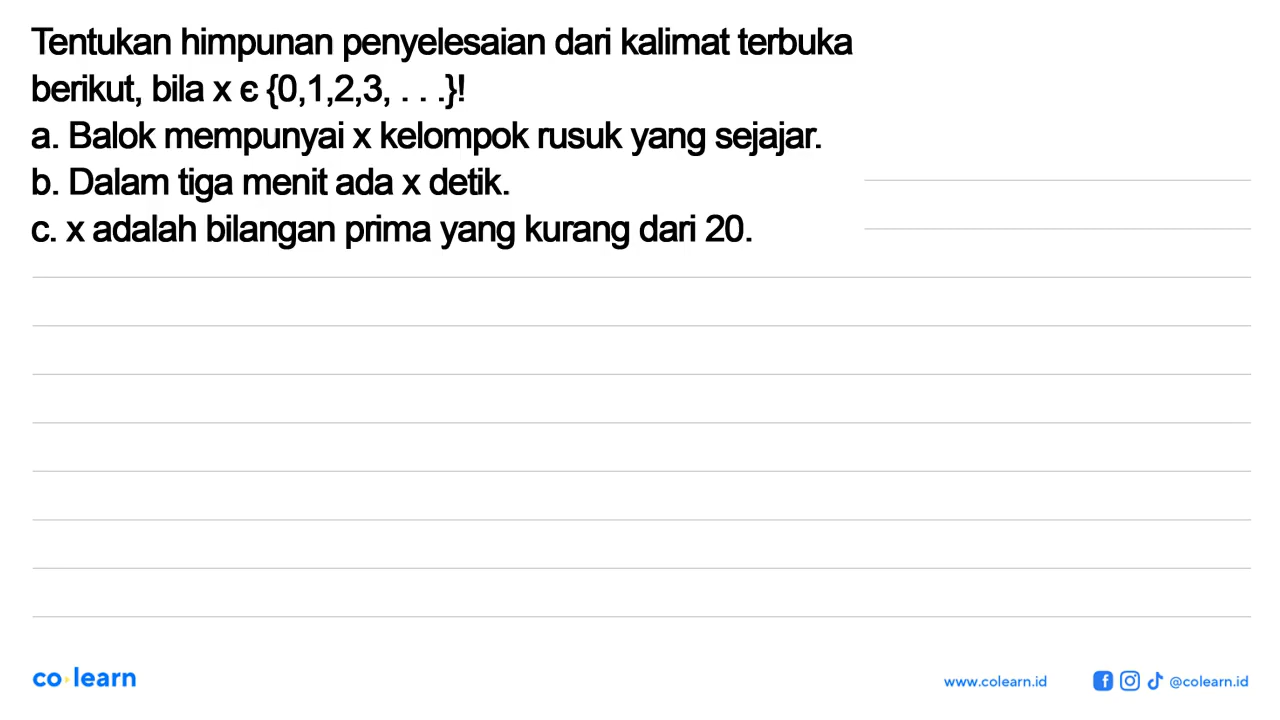 Tentukan himpunan penyelesaian dari kalimat terbuka
berikut, bila x є {0,1,2,3, . . .}!
a. Balok mempunyai x kelompok rusuk yang sejajar.
b. Dalam tiga menit ada x detik.
c. x adalah bilangan prima yang kurang dari 20.
co learn
www.colearn.id @colearn.id